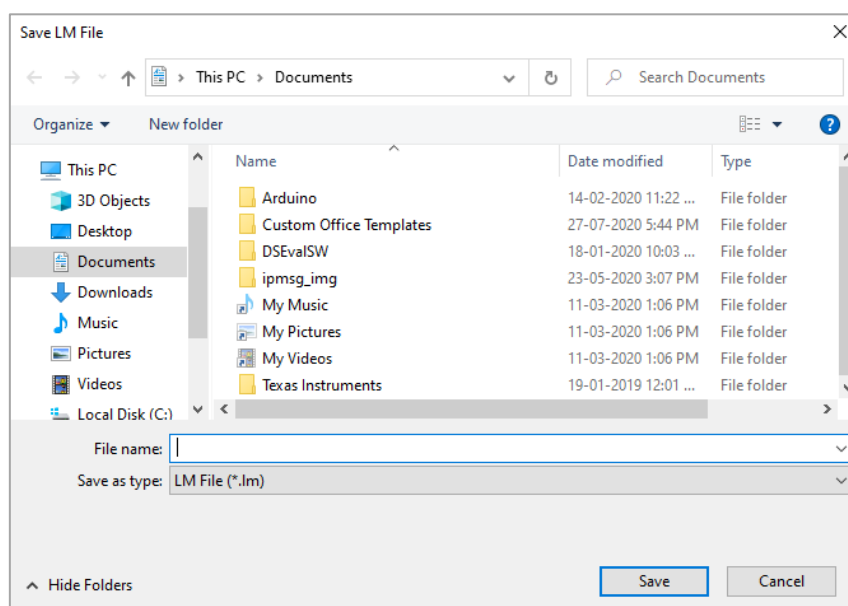 Save LM File
This PC > Documents
Search Documents
Organize
New folder
This PC
3D Objects
Desktop
Documents
Downloads
Music
Pictures
Videos
Local Disk (C:)
Name Date modified Type
Arduino 14-02-2020 11:22 ... File folder
Custom Office Templates 27-07-2020 5:44 PM File folder
DSEvalSW 18-01-2020 10:03 ... File folder
ipmsg_img 23-05-2020 3:07 PM File folder
My Music 11-03-2020 1:06 PM File folder
My Pictures 11-03-2020 1:06 PM File folder
My Videos 11-03-2020 1:06 PM File folder
Texas Instruments 19-01-2019 12:01 ... File folder
File name:
Save as type: LM File (*.lm)
Hide Folders
Save
Cancel